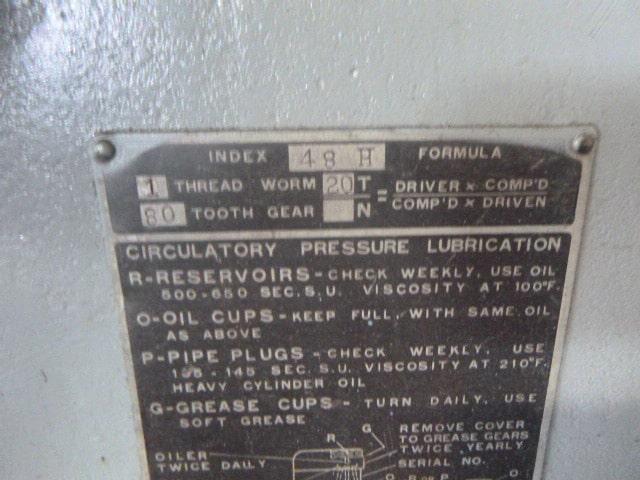 INDEX 48 H FORMULA
1 THREAD WORM 20 T = DRIVER x COMP'D
80 TOOTH GEAR N COMP'D x DRIVEN
CIRCULATORY PRESSURE LUBRICATION
R-RESERVOIRS-CHECK WEEKLY, USE OIL
500-650 SEC. S.U. VISCOSITY AT 100°F.
O-OIL CUPS-KEEP FULL, WITH SAME OIL
AS ABOVE
P-PIPE PLUGS-CHECK WEEKLY, USE
145 SEC. S.U. VISCOSITY AT 210°F.
HEAVY CYLINDER OIL
G-GREASE CUPS - TURN DAILY, USE
SOFT GREASE
G REMOVE COVER
R TO GREASE GEARS
OILER TWICE YEARLY
TWICE DAILY SERIAL NO.
O R OR P O